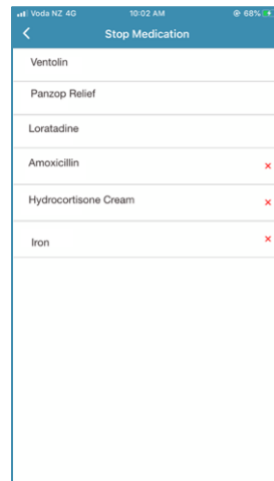 Voda NZ 4G 10:02 AM 68%
Stop Medication
Ventolin
Panzop Relief
Loratadine
Amoxicillin ×
Hydrocortisone Cream ×
Iron ×